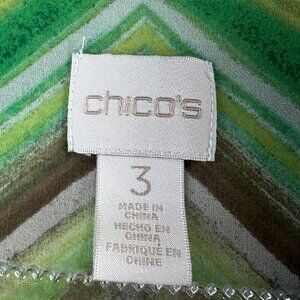 chico's
3
MADE IN
CHINA
HECHO EN
CHINA
FABRIQUÉ EN
CHINE